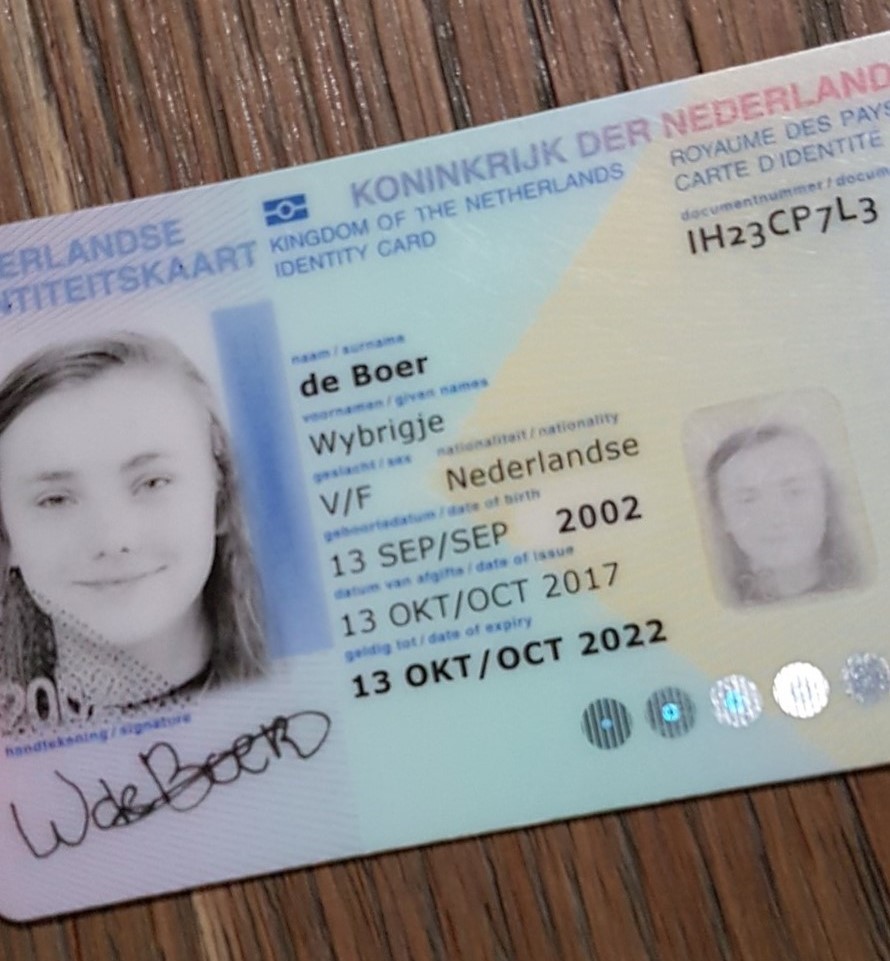 ERLANDSE
NTITEITSKAART
KONINKRIJK DER NEDERLAND
KINGDOM OF THE NETHERLANDS
IDENTITY CARD
ROYAUME DES PAYS
CARTE D'IDENTITÉ
documentnummer / docum
IH23CP7L3
naam / surname
de Boer
voornamen / given names
Wybrigje
geslacht / sex
nationaliteit / nationality
V/F
Nederlandse
geboortedatum / date of birth
13 SEP/SEP 2002
datum van afgifte / date of issue
13 OKT/OCT 2017
geldig tot / date of expiry
13 OKT/OCT 2022
handtekening / signature
WdeBoer